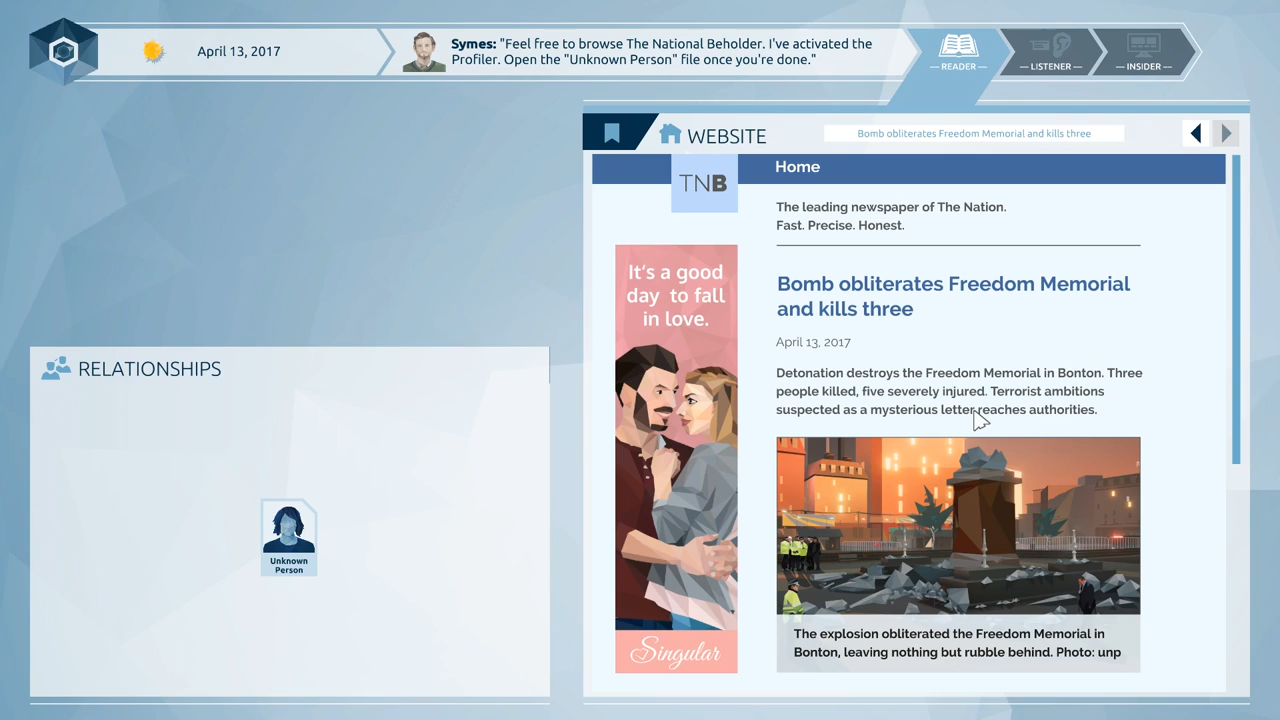 April 13, 2017
Symes: "Feel free to browse The National Beholder. I've activated the
Profiler. Open the "Unknown Person" file once you're done."
— READER —
— LISTENER —
— INSIDER —
RELATIONSHIPS
Unknown
Person
WEBSITE
Bomb obliterates Freedom Memorial and kills three
TNB
Home
The leading newspaper of The Nation.
Fast. Precise. Honest.
It's a good
day to fall
in love.
Singular
Bomb obliterates Freedom Memorial
and kills three
April 13, 2017
Detonation destroys the Freedom Memorial in Bonton. Three
people killed, five severely injured. Terrorist ambitions
suspected as a mysterious letter reaches authorities.
The explosion obliterated the Freedom Memorial in
Bonton, leaving nothing but rubble behind. Photo: unp